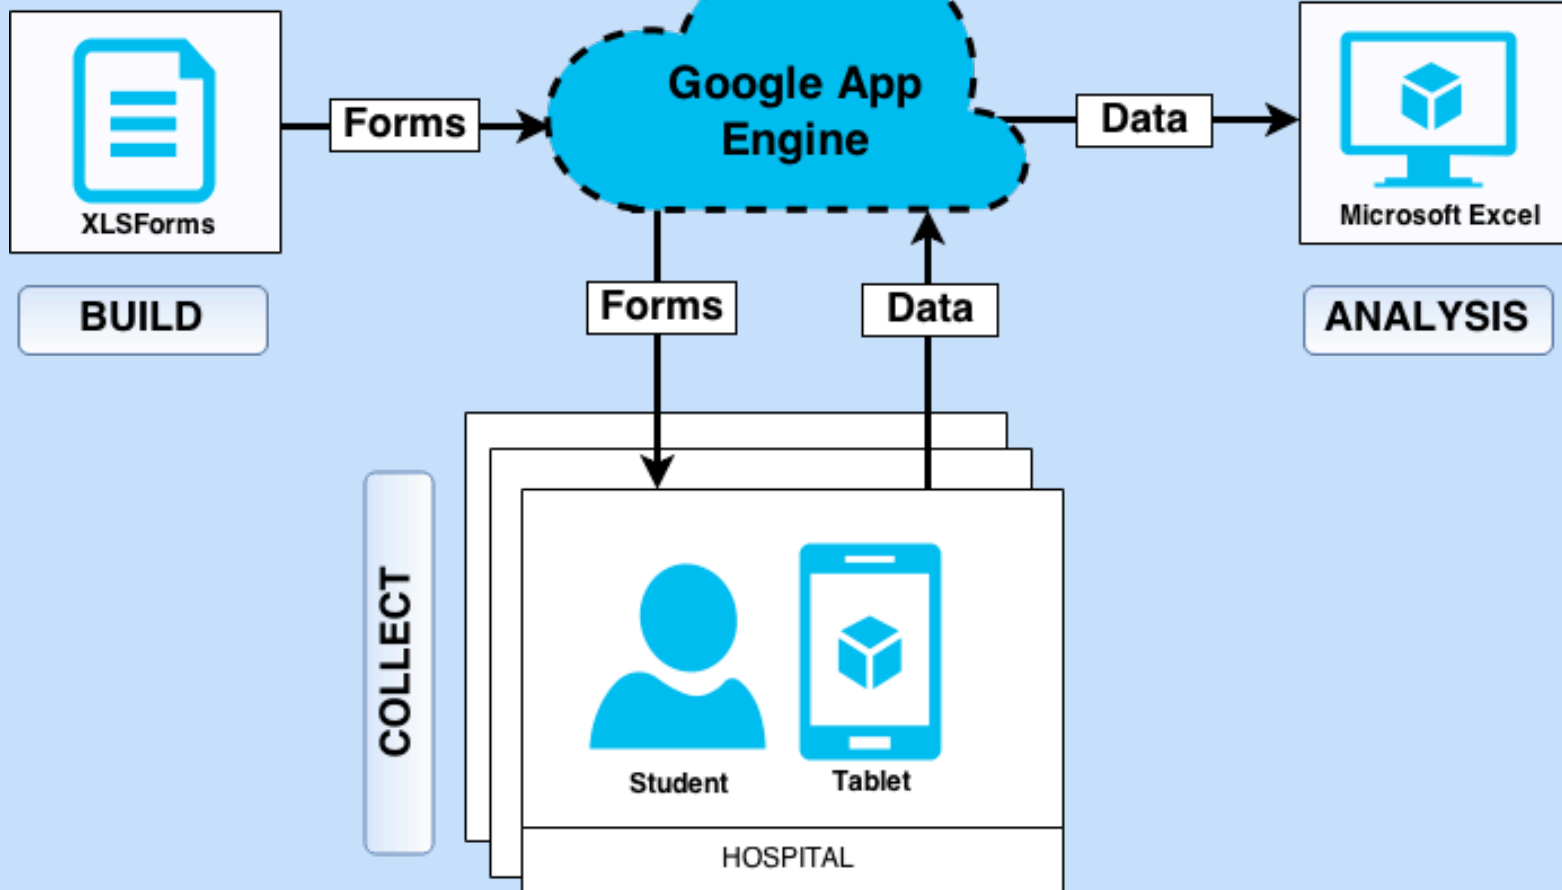 XLSForms
BUILD
Forms
Google App
Engine
Data
Microsoft Excel
ANALYSIS
Forms
Data
COLLECT
Student
Tablet
HOSPITAL